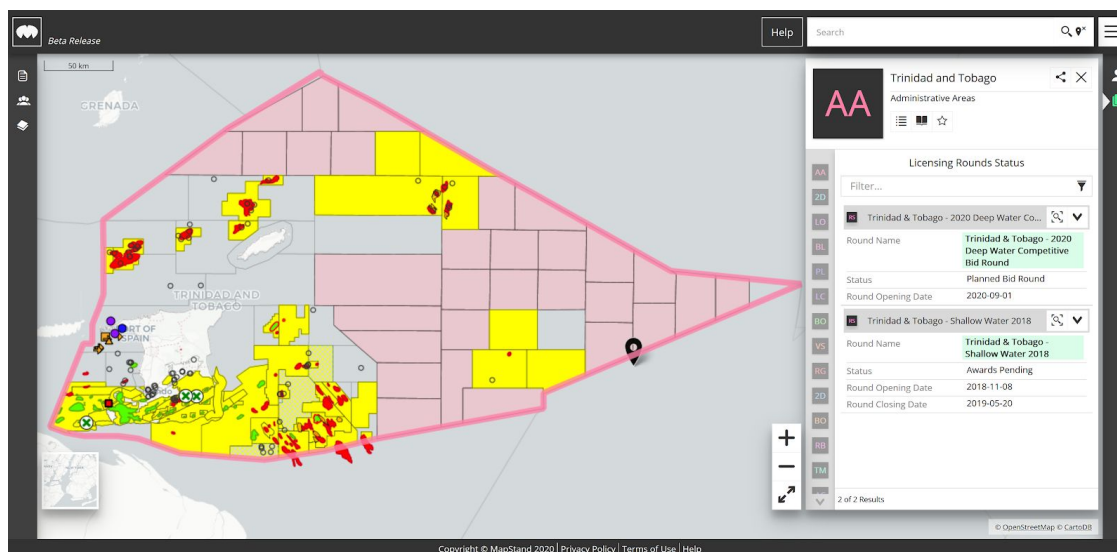 Beta Release
Help
Search
50 km
GRENADA
TRINIDAD AND
TOBAGO
PORT OF
SPAIN
AA
Trinidad and Tobago
Administrative Areas
Licensing Rounds Status
Filter...
AA
2D
LO
BL
PL
LC
BO
VS
RG
2D
BO
RB
TM
RS Trinidad & Tobago - 2020 Deep Water Co...
Round Name
Trinidad & Tobago - 2020
Deep Water Competitive
Bid Round
Status Planned Bid Round
Round Opening Date 2020-09-01
RS Trinidad & Tobago - Shallow Water 2018
Round Name
Trinidad & Tobago -
Shallow Water 2018
Status Awards Pending
Round Opening Date 2018-11-08
Round Closing Date 2019-05-20
2 of 2 Results
© OpenStreetMap © CartoDB
Copyright © MapStand 2020 | Privacy Policy | Terms of Use | Help